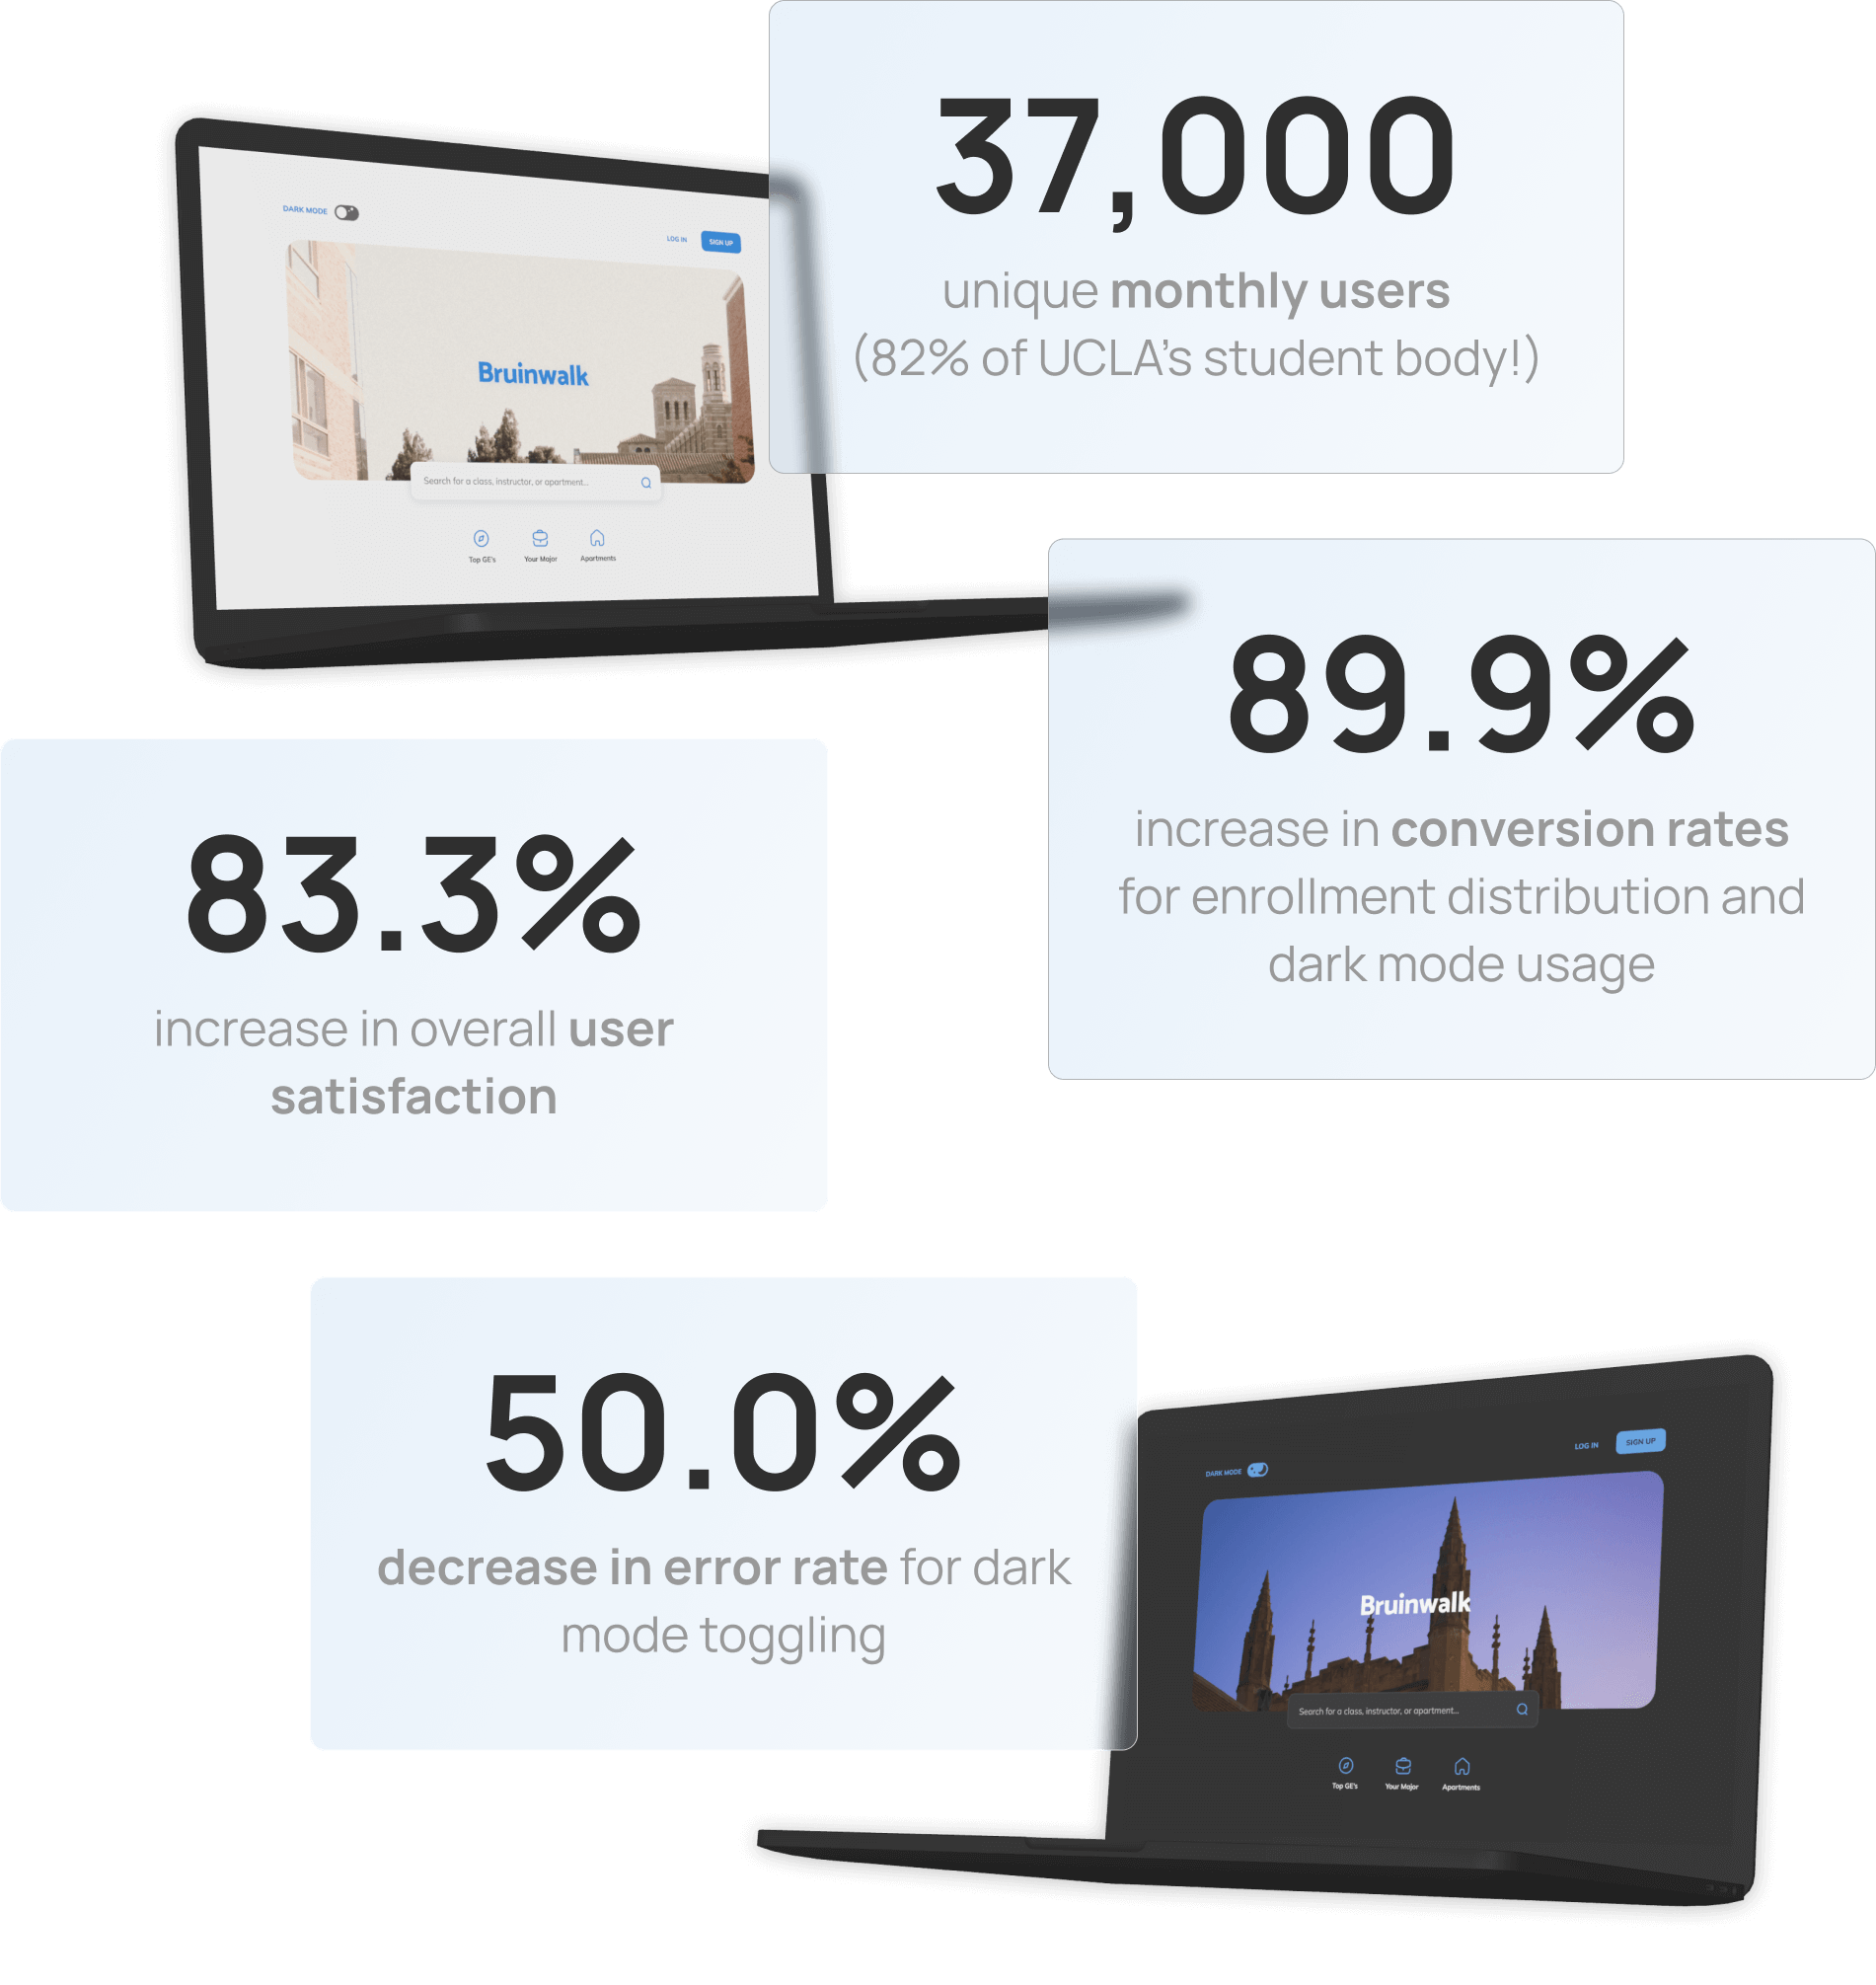 37,000
unique monthly users
(82% of UCLA’s student body!)
DARK MODE
LOG IN
SIGN UP
Bruinwalk
Search for a class, instructor, or apartment...
Top GE's
Your Major
Apartments
89.9%
increase in conversion rates
for enrollment distribution and
dark mode usage
83.3%
increase in overall user
satisfaction
50.0%
decrease in error rate for dark
mode toggling
LOG IN
SIGN UP
DARK MODE
Bruinwalk
Search for a class, instructor, or apartment...
Top GE's
Your Major
Apartments